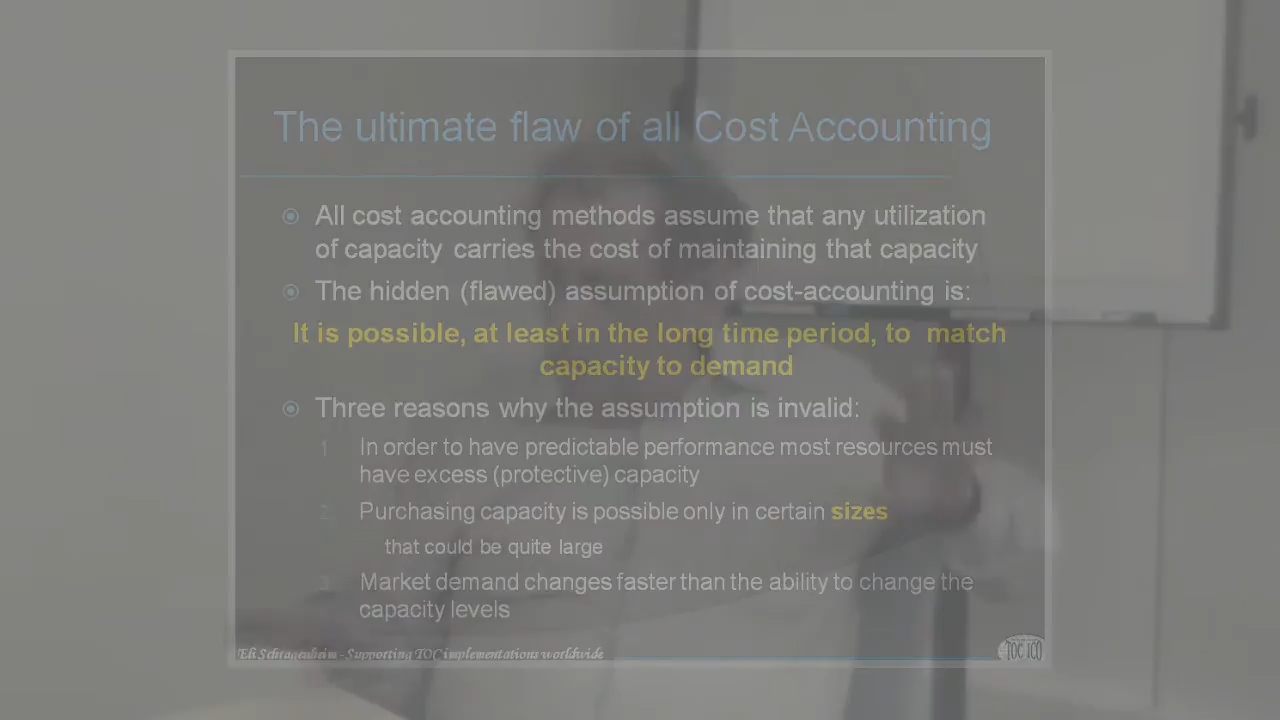 The ultimate flaw of all Cost Accounting
All cost accounting methods assume that any utilization
of capacity carries the cost of maintaining that capacity
The hidden (flawed) assumption of cost-accounting is:
It is possible, at least in the long time period, to match
capacity to demand
Three reasons why the assumption is invalid:
1. In order to have predictable performance most resources must
have excess (protective) capacity
2. Purchasing capacity is possible only in certain sizes
that could be quite large
3. Market demand changes faster than the ability to change the
capacity levels
Eli Schragenheim - Supporting TOC implementations worldwide
TOC ICO